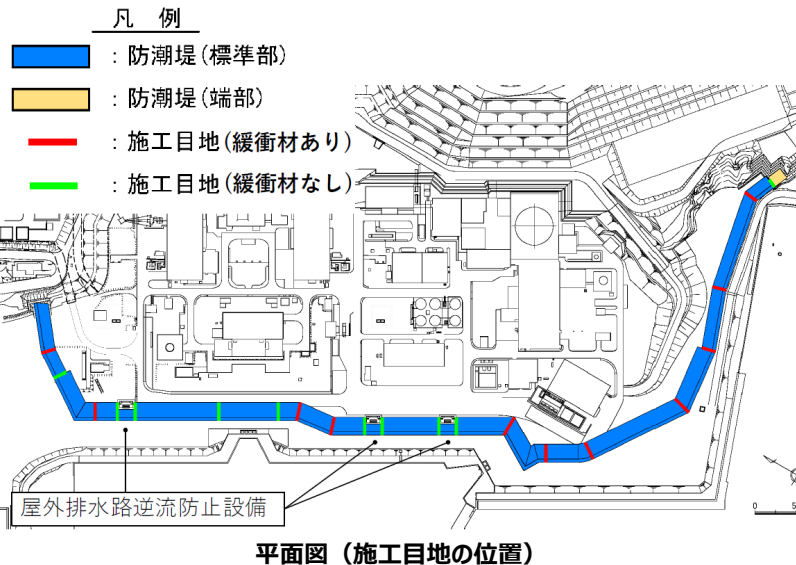 凡 例
：防潮堤(標準部)
：防潮堤(端部)
：施工目地(緩衝材あり)
：施工目地(緩衝材なし)
屋外排水路逆流防止設備
0 5
平面図（施工目地の位置）